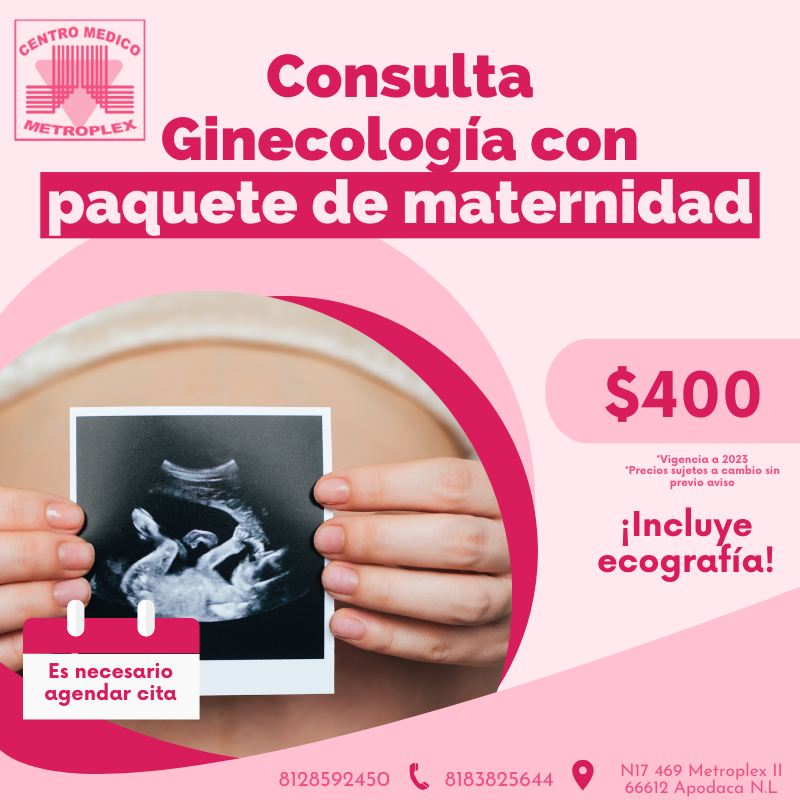 CENTRO MEDICO
METROPLEX
Consulta
Ginecología con
paquete de maternidad
$400
*Vigencia a 2023
*Precios sujetos a cambio sin
previo aviso
¡Incluye
ecografía!
Es necesario
agendar cita
8128592450 8183825644
N17 469 Metroplex II
66612 Apodaca N.L